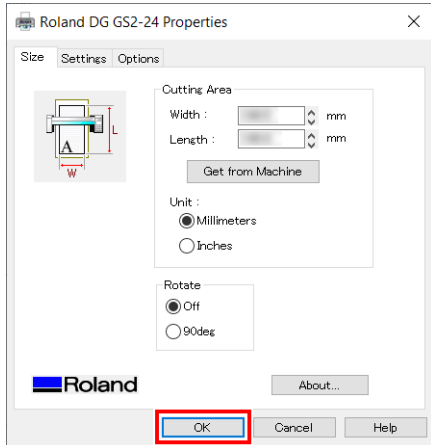 Roland DG GS2-24 Properties
Size Settings Options
Cutting Area
Width : mm
Length : mm
Get from Machine
Unit :
Millimeters
Inches
Rotate
Off
90deg
A
L
W
Roland
About...
OK Cancel Help